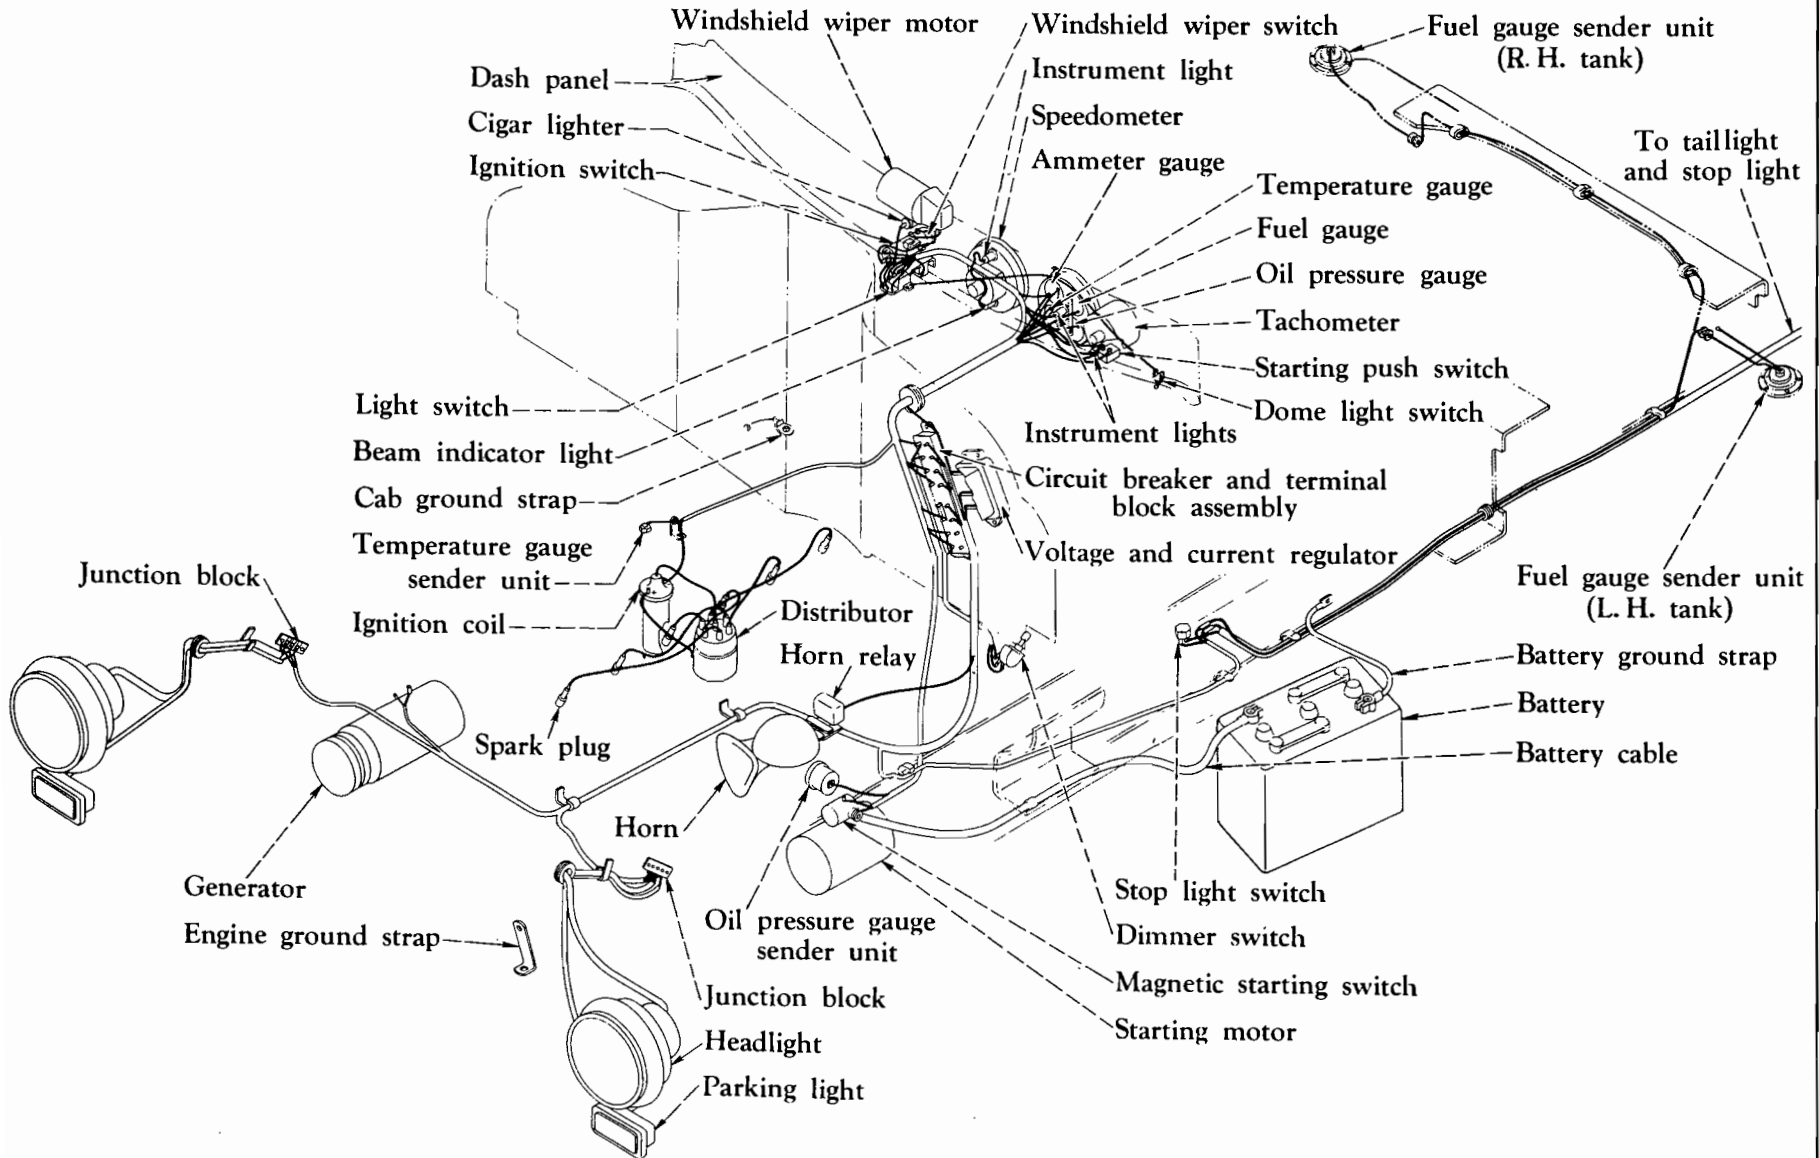 Windshield wiper motor
Windshield wiper switch
Fuel gauge sender unit
(R. H. tank)
Dash panel
Instrument light
Cigar lighter
Speedometer
To taillight
and stop light
Ignition switch
Ammeter gauge
Temperature gauge
Fuel gauge
Oil pressure gauge
Tachometer
Starting push switch
Light switch
Dome light switch
Instrument lights
Beam indicator light
Circuit breaker and terminal
block assembly
Cab ground strap
Temperature gauge
sender unit
Voltage and current regulator
Junction block
Fuel gauge sender unit
(L. H. tank)
Ignition coil
Distributor
Horn relay
Battery ground strap
Battery
Spark plug
Battery cable
Horn
Generator
Stop light switch
Engine ground strap
Oil pressure gauge
sender unit
Dimmer switch
Magnetic starting switch
Junction block
Starting motor
Headlight
Parking light